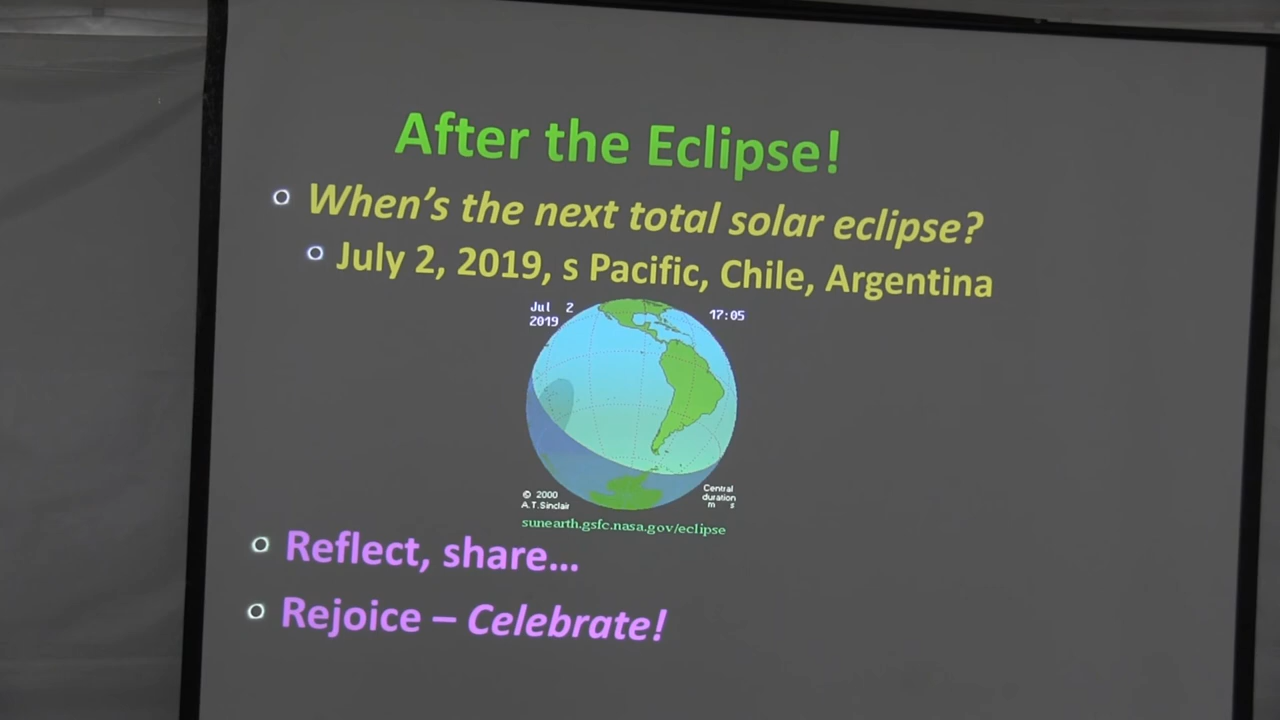 After the Eclipse!
When's the next total solar eclipse?
July 2, 2019, s Pacific, Chile, Argentina
Jul 2
2019
17:05
© 2000
A.T.Sinclair
Central
duration
m s
sunearth.gsfc.nasa.gov/eclipse
Reflect, share...
Rejoice – Celebrate!